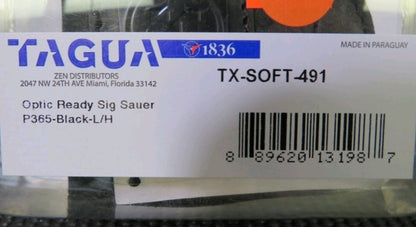 TAGUA 1836
MADE IN PARAGUAY
ZEN DISTRIBUTORS
2047 NW 24TH AVE Miami, Florida 33142
TX-SOFT-491
Optic Ready Sig Sauer
P365-Black-L/H
8 89620 13198 7